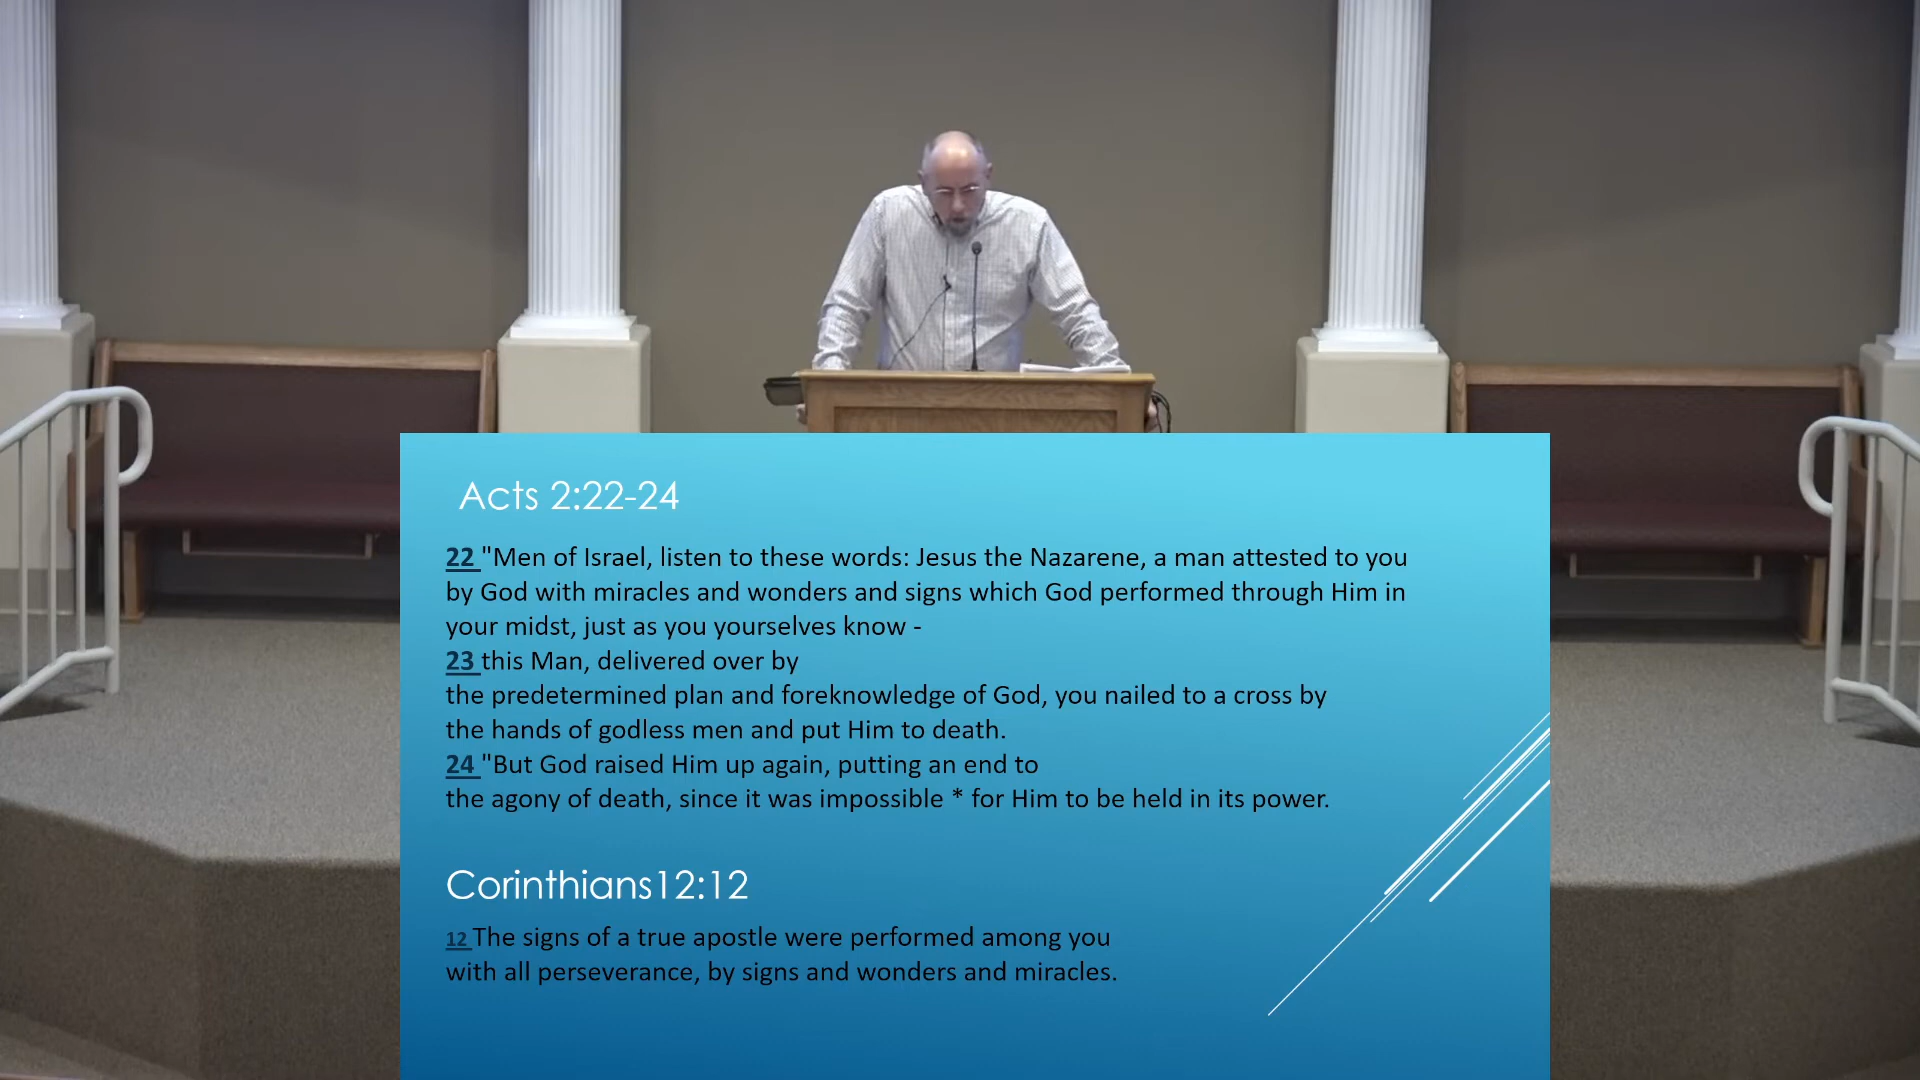 Acts 2:22-24
22 "Men of Israel, listen to these words: Jesus the Nazarene, a man attested to you
by God with miracles and wonders and signs which God performed through Him in
your midst, just as you yourselves know -
23 this Man, delivered over by
the predetermined plan and foreknowledge of God, you nailed to a cross by
the hands of godless men and put Him to death.
24 "But God raised Him up again, putting an end to
the agony of death, since it was impossible * for Him to be held in its power.
Corinthians12:12
12 The signs of a true apostle were performed among you
with all perseverance, by signs and wonders and miracles.